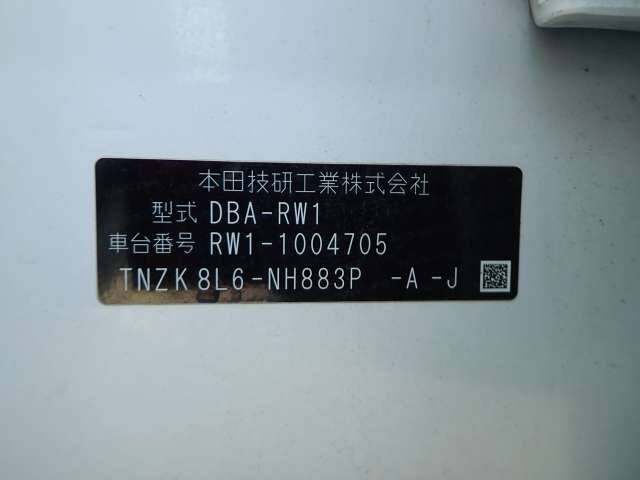 本田技研工業株式会社
型式 DBA-RW1
車台番号 RW1-1004705
TNZK8L6-NH883P -A-J